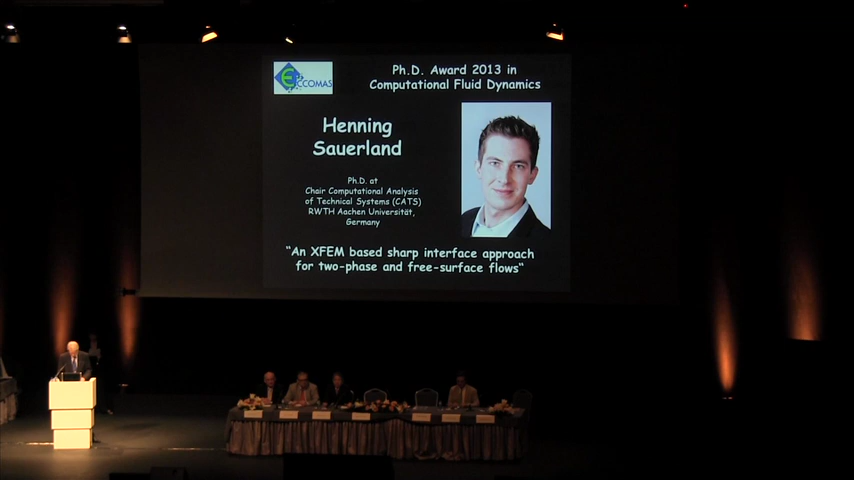 ECCOMAS
Ph.D. Award 2013 in
Computational Fluid Dynamics
Henning
Sauerland
Ph.D. at
Chair Computational Analysis
of Technical Systems (CATS)
RWTH Aachen Universität,
Germany
"An XFEM based sharp interface approach
for two-phase and free-surface flows"